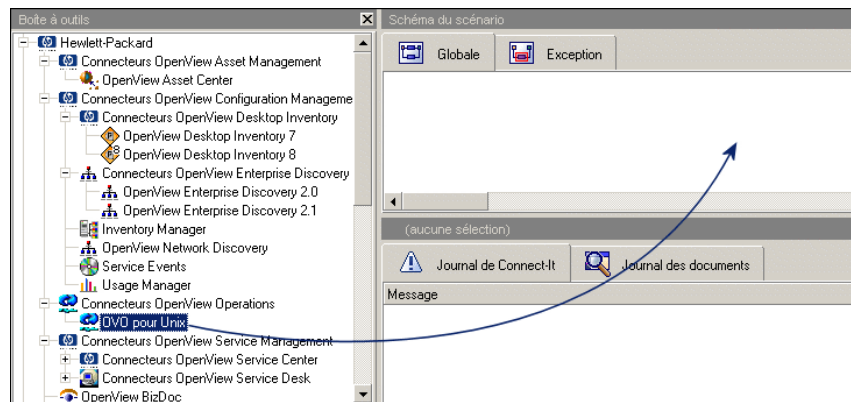 Boîte à outils
Hewlett-Packard
Connecteurs OpenView Asset Management
OpenView Asset Center
Connecteurs OpenView Configuration Manageme
Connecteurs OpenView Desktop Inventory
OpenView Desktop Inventory 7
OpenView Desktop Inventory 8
Connecteurs OpenView Enterprise Discovery
OpenView Enterprise Discovery 2.0
OpenView Enterprise Discovery 2.1
Inventory Manager
OpenView Network Discovery
Service Events
Usage Manager
Connecteurs OpenView Operations
OVO pour Unix
Connecteurs OpenView Service Management
Connecteurs OpenView Service Center
Connecteurs OpenView Service Desk
OpenView BizDoc
Schéma du scénario
Globale Exception
(aucune sélection)
Journal de Connect-It Journal des documents
Message